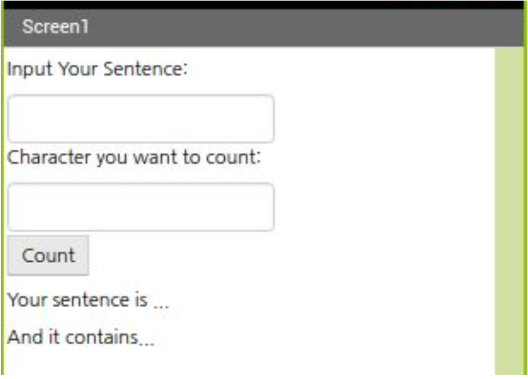 Screen1
Input Your Sentence:
Character you want to count:
Count
Your sentence is ...
And it contains...